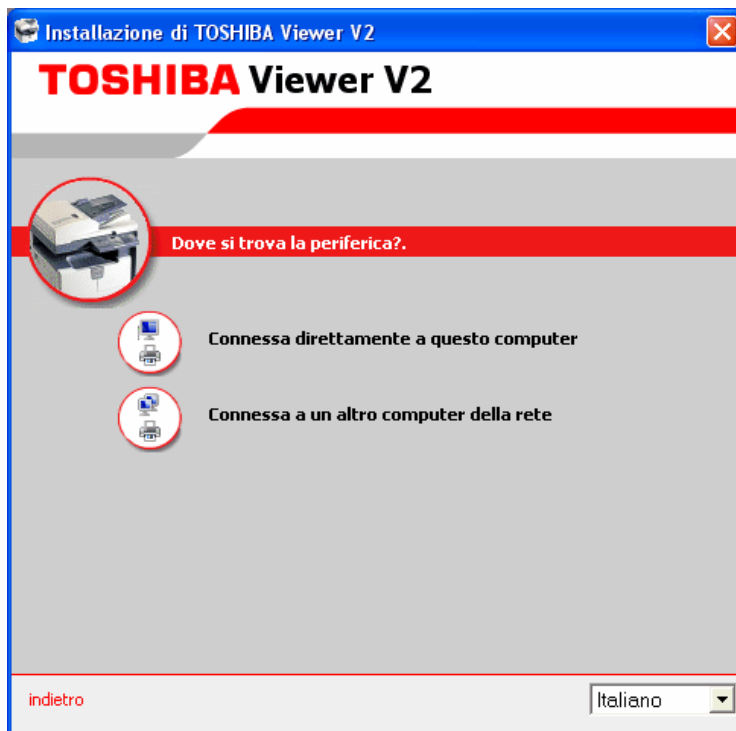 Installazione di TOSHIBA Viewer V2
TOSHIBA Viewer V2
Dove si trova la periferica?.
Connessa direttamente a questo computer
Connessa a un altro computer della rete
indietro
Italiano